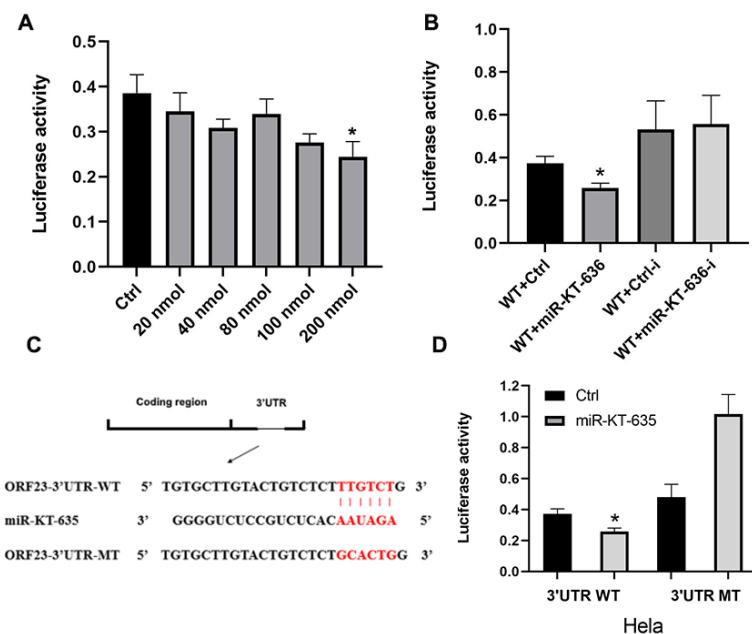 A
Luciferase activity
0.5
0.4
0.3
0.2
0.1
0.0
*
Ctrl
20 nmol
40 nmol
80 nmol
100 nmol
200 nmol
B
Luciferase activity
1.0
0.8
0.6
0.4
0.2
0.0
*
WT+Ctrl
WT+miR-KT-636
WT+Ctrl-i
WT+miR-KT-636-i
C
Coding region 3'UTR
ORF23-3'UTR-WT 5' TGTGCTTGTACTGTCTCTTTGTCTG 3'
miR-KT-635 3' GGGGUCUCCGUCUCACAAUAGA 5'
ORF23-3'UTR-MT 5' TGTGCTTGTACTGTCTCTGCACTGG 3'
D
Luciferase activity
1.2
1.0
0.8
0.6
0.4
0.2
0.0
Ctrl
miR-KT-635
*
3'UTR WT 3'UTR MT
Hela